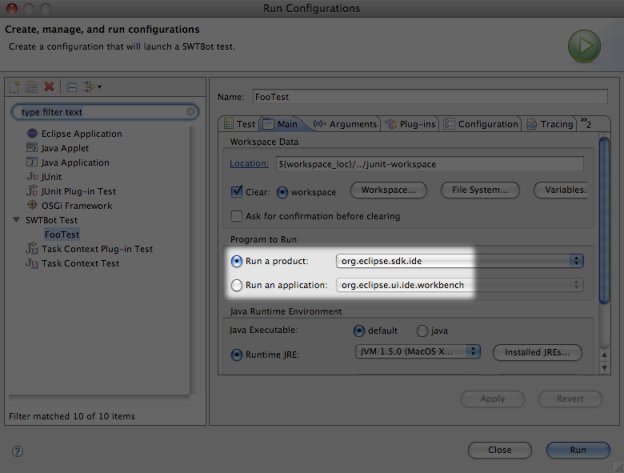 Run Configurations
Create, manage, and run configurations
Create a configuration that will launch a SWTBot test.
type filter text
Eclipse Application
Java Applet
Java Application
JUnit
JUnit Plug-in Test
OSGi Framework
SWTBot Test
FooTest
Task Context Plug-in Test
Task Context Test
Filter matched 10 of 10 items
Name: FooTest
Test Main (x)= Arguments Plug-ins Configuration Tracing »2
Workspace Data
Location: ${workspace_loc}/../junit-workspace
Clear: workspace Workspace... File System... Variables.
Ask for confirmation before clearing
Program to Run
Run a product: org.eclipse.sdk.ide
Run an application: org.eclipse.ui.ide.workbench
Java Runtime Environment
Java Executable: default java
Runtime JRE: JVM 1.5.0 (MacOS X... Installed JREs...
Apply Revert
? Close Run